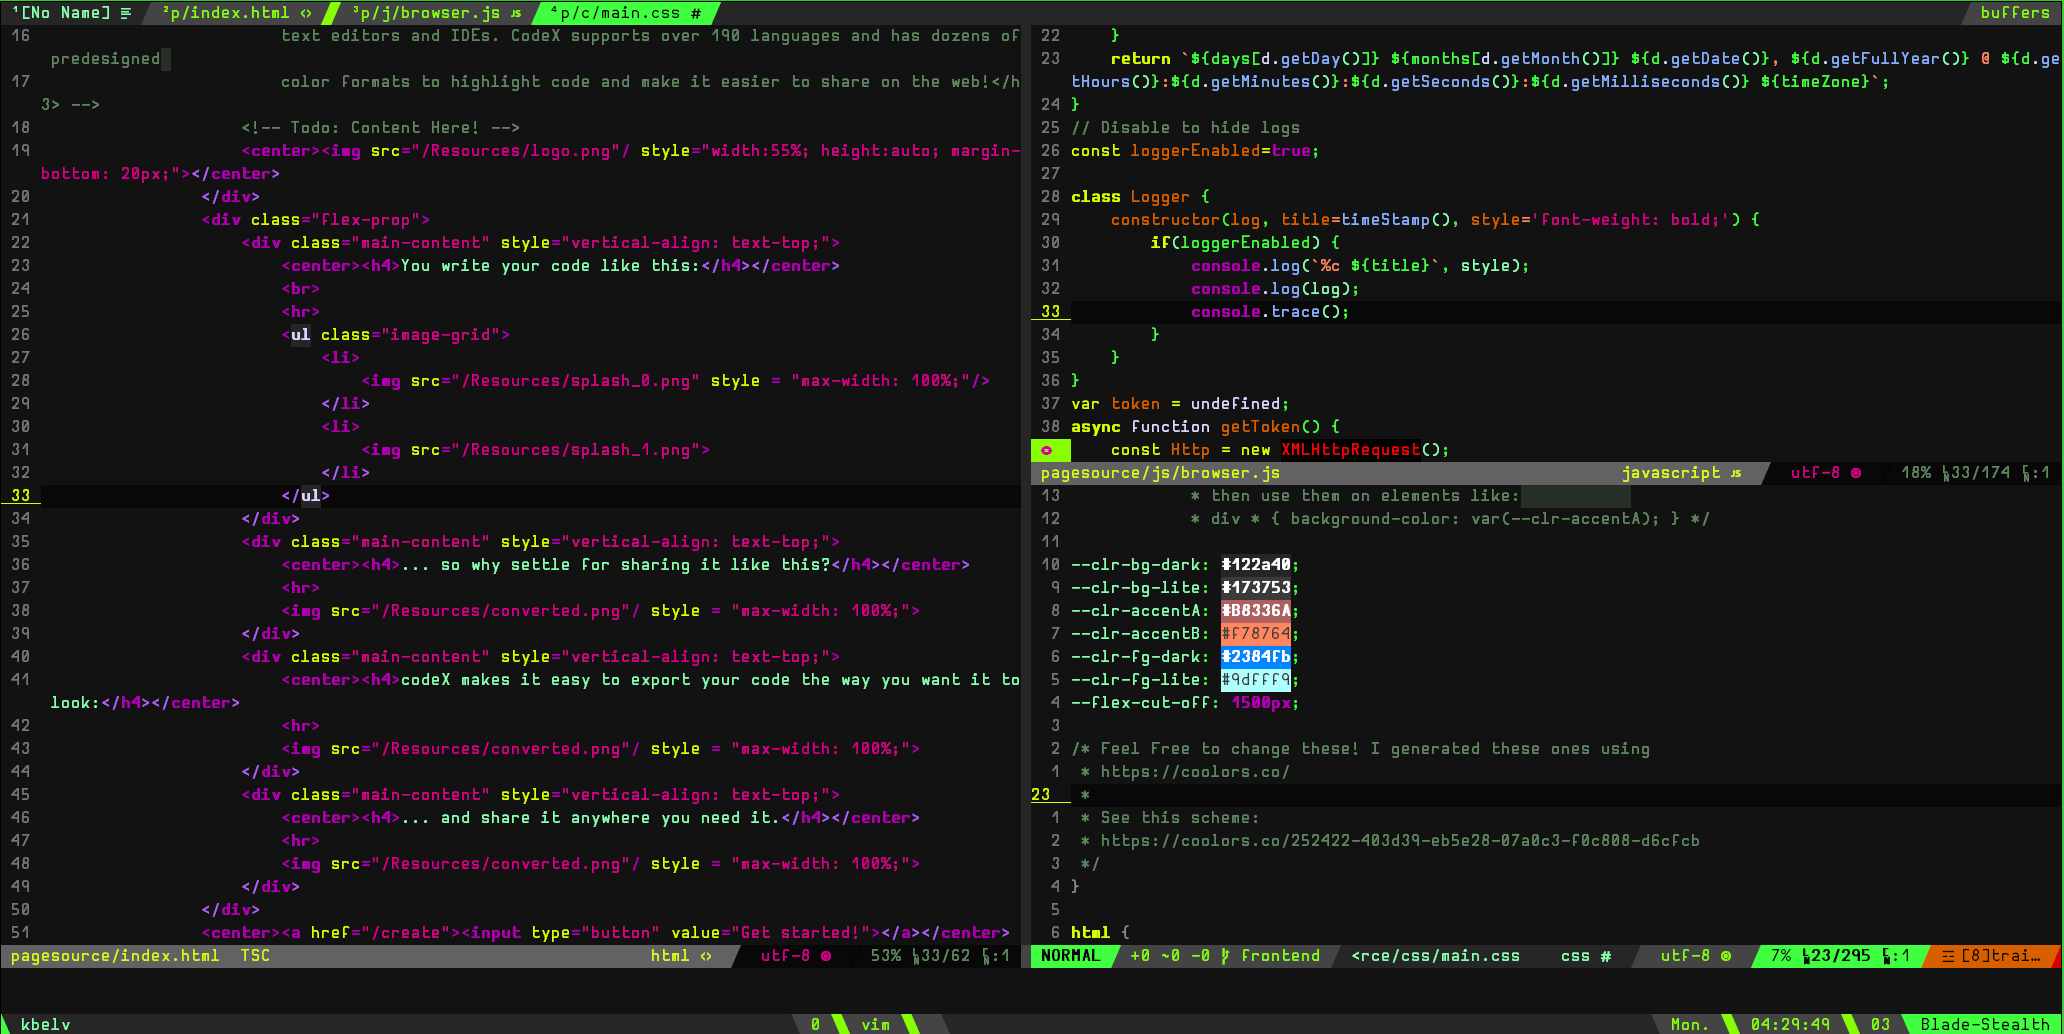 ¹[No Name] ²p/index.html <> ³p/j/browser.js JS ⁴p/c/main.css # buffers
16 text editors and IDEs. CodeX supports over 190 languages and has dozens of
predesigned
17 color formats to highlight code and make it easier to share on the web!</h
3> -->
18 <!-- Todo: Content Here! -->
19 <center><img src="/Resources/logo.png"/ style="width:55%; height:auto; margin-
bottom: 20px;"></center>
20 </div>
21 <div class="flex-prop">
22 <div class="main-content" style="vertical-align: text-top;">
23 <center><h4>You write your code like this:</h4></center>
24 <br>
25 <hr>
26 <ul class="image-grid">
27 <li>
28 <img src="/Resources/splash_0.png" style = "max-width: 100%;"/>
29 </li>
30 <li>
31 <img src="/Resources/splash_1.png">
32 </li>
33 </ul>
34 </div>
35 <div class="main-content" style="vertical-align: text-top;">
36 <center><h4>... so why settle for sharing it like this?</h4></center>
37 <hr>
38 <img src="/Resources/converted.png"/ style = "max-width: 100%;">
39 </div>
40 <div class="main-content" style="vertical-align: text-top;">
41 <center><h4>codeX makes it easy to export your code the way you want it to
look:</h4></center>
42 <hr>
43 <img src="/Resources/converted.png"/ style = "max-width: 100%;">
44 </div>
45 <div class="main-content" style="vertical-align: text-top;">
46 <center><h4>... and share it anywhere you need it.</h4></center>
47 <hr>
48 <img src="/Resources/converted.png"/ style = "max-width: 100%;">
49 </div>
50 </div>
51 <center><a href="/create"><input type="button" value="Get started!"></a></center>
pagesource/index.html TSC html <> utf-8 53% 33/62 :1
22 }
23 return `${days[d.getDay()]} ${months[d.getMonth()]} ${d.getDate()}, ${d.getFullYear()} @ ${d.ge
tHours()}:${d.getMinutes()}:${d.getSeconds()}:${d.getMilliseconds()} ${timeZone}`;
24 }
25 // Disable to hide logs
26 const loggerEnabled=true;
27
28 class Logger {
29 constructor(log, title=timeStamp(), style='font-weight: bold;') {
30 if(loggerEnabled) {
31 console.log(`%c ${title}`, style);
32 console.log(log);
33 console.trace();
34 }
35 }
36 }
37 var token = undefined;
38 async function getToken() {
const Http = new XMLHttpRequest();
pagesource/js/browser.js javascript JS utf-8 18% 33/174 :1
13 * then use them on elements like:
12 * div * { background-color: var(--clr-accentA); } */
11
10 --clr-bg-dark: #122a40;
9 --clr-bg-lite: #173753;
8 --clr-accentA: #B8336A;
7 --clr-accentB: #f78764;
6 --clr-fg-dark: #2384fb;
5 --clr-fg-lite: #9dfff9;
4 --flex-cut-off: 1500px;
3
2 /* Feel Free to change these! I generated these ones using
1 * https://coolors.co/
23 *
1 * See this scheme:
2 * https://coolors.co/252422-403d39-eb5e28-07a0c3-f0c808-d6cfcb
3 */
4 }
5
6 html {
NORMAL +0 ~0 -0 Frontend <rce/css/main.css css # utf-8 7% 23/295 :1 [8]trai…
kbelv 0 vim Mon. 04:29:49 03 Blade-Stealth